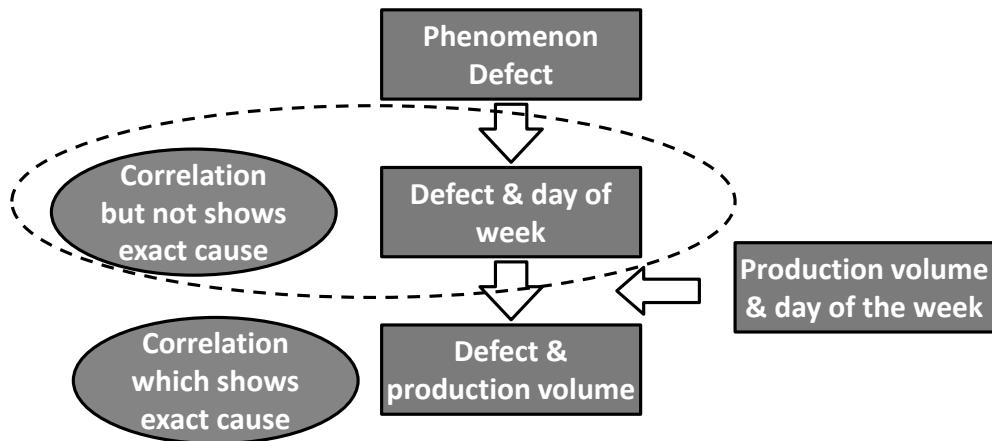 Phenomenon
Defect
Correlation
but not shows
exact cause
Defect & day of
week
Production volume
& day of the week
Correlation
which shows
exact cause
Defect &
production volume